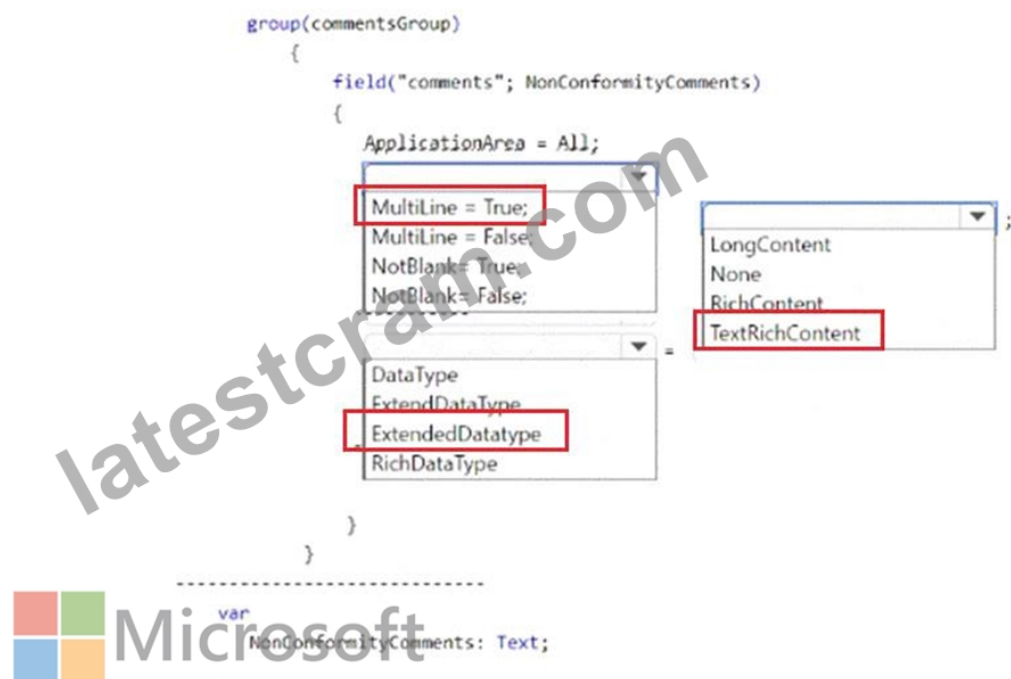 group(commentsGroup)
{
field("comments"; NonConformityComments)
{
ApplicationArea = All;
MultiLine = True;
MultiLine = False;
NotBlank= True;
NotBlank= False;
;
LongContent
None
RichContent
TextRichContent
=
DataType
ExtendDataType
ExtendedDatatype
RichDataType
}
}
-----------------------------
var
NonConformityComments: Text;
Microsoft
latestcram.com